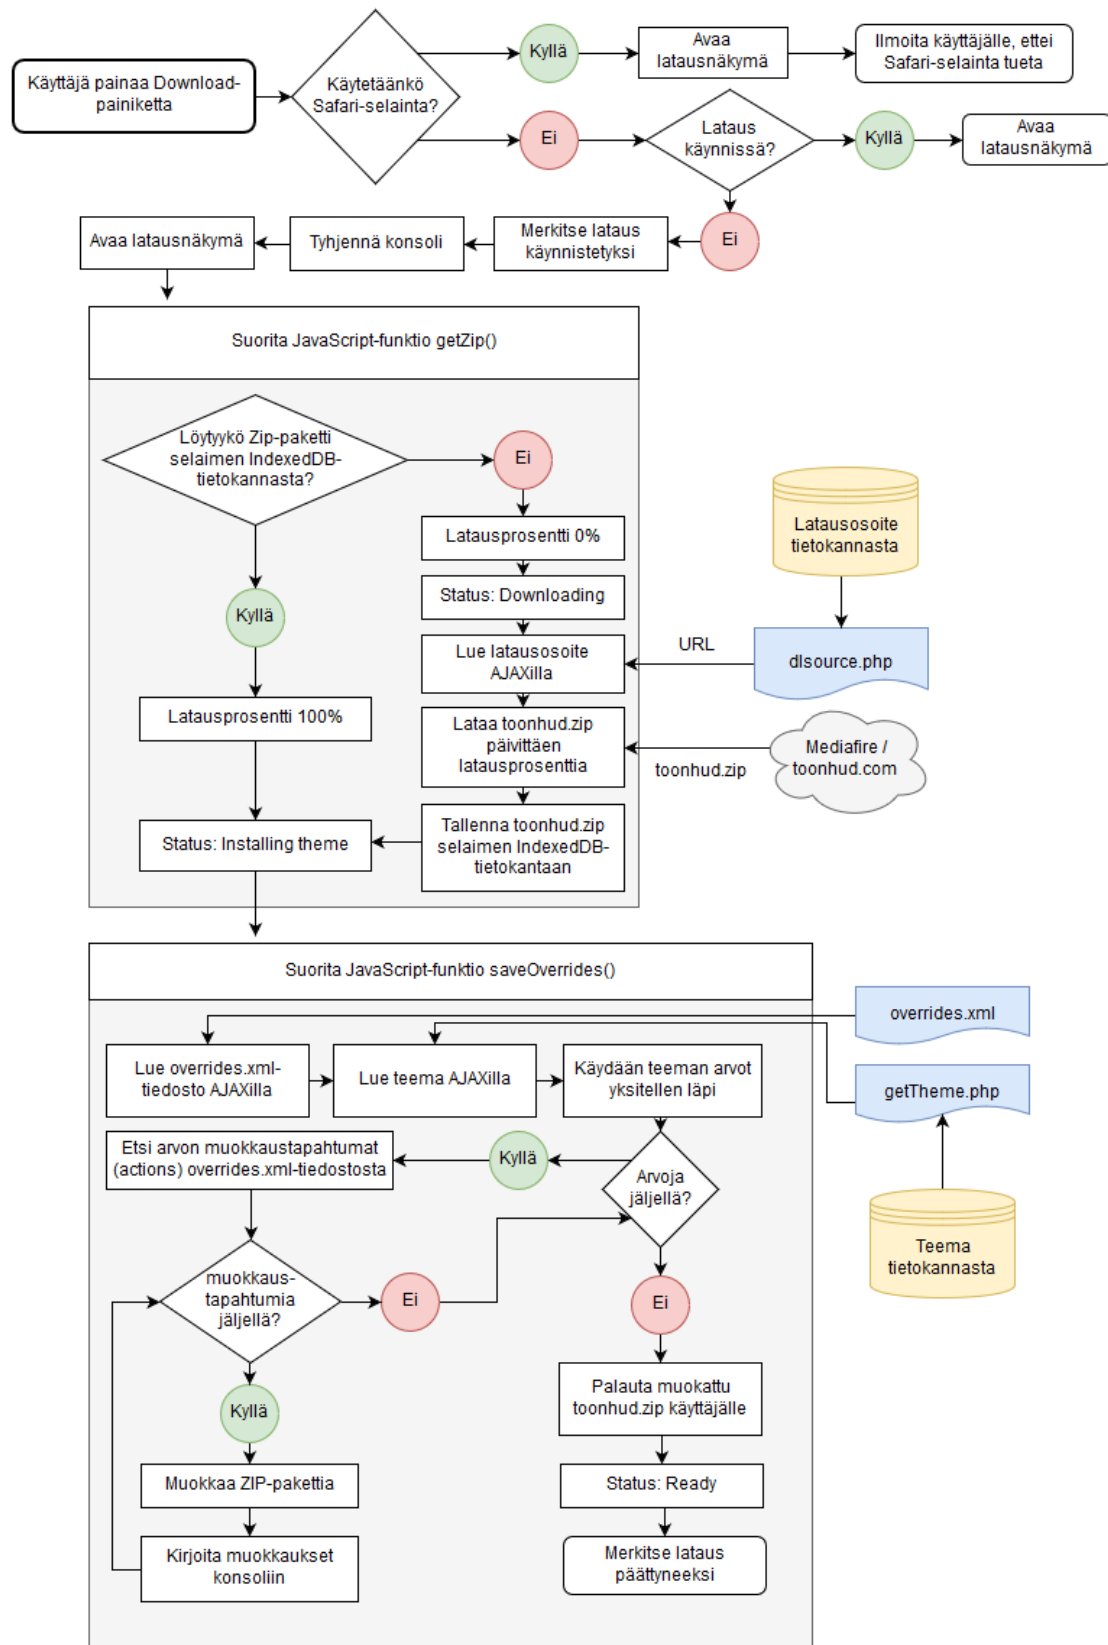 Käyttäjä painaa Download-
painiketta
Käytetäänkö
Safari-selainta?
Kyllä
Avaa
latausnäkymä
Ilmoita käyttäjälle, ettei
Safari-selainta tueta
Ei
Lataus
käynnissä?
Kyllä
Avaa
latausnäkymä
Ei
Merkitse lataus
käynnistetyksi
Tyhjennä konsoli
Avaa latausnäkymä
Suorita JavaScript-funktio getZip()
Löytyykö Zip-paketti
selaimen IndexedDB-
tietokannasta?
Ei
Latausprosentti 0%
Status: Downloading
Lue latausosoite
AJAXilla
URL
dlsource.php
Latausosoite
tietokannasta
Kyllä
Latausprosentti 100%
Lataa toonhud.zip
päivittäen
latausprosenttia
toonhud.zip
Mediafire /
toonhud.com
Tallenna toonhud.zip
selaimen IndexedDB-
tietokantaan
Status: Installing theme
Suorita JavaScript-funktio saveOverrides()
overrides.xml
Lue overrides.xml-
tiedosto AJAXilla
Lue teema AJAXilla
Käydään teeman arvot
yksitellen läpi
getTheme.php
Teema
tietokannasta
Arvoja
jäljellä?
Kyllä
Etsi arvon muokkaustapahtumat
(actions) overrides.xml-tiedostosta
muokkaus-
tapahtumia
jäljellä?
Ei
Ei
Kyllä
Muokkaa ZIP-pakettia
Kirjoita muokkaukset
konsoliin
Palauta muokattu
toonhud.zip käyttäjälle
Status: Ready
Merkitse lataus
päättyneeksi